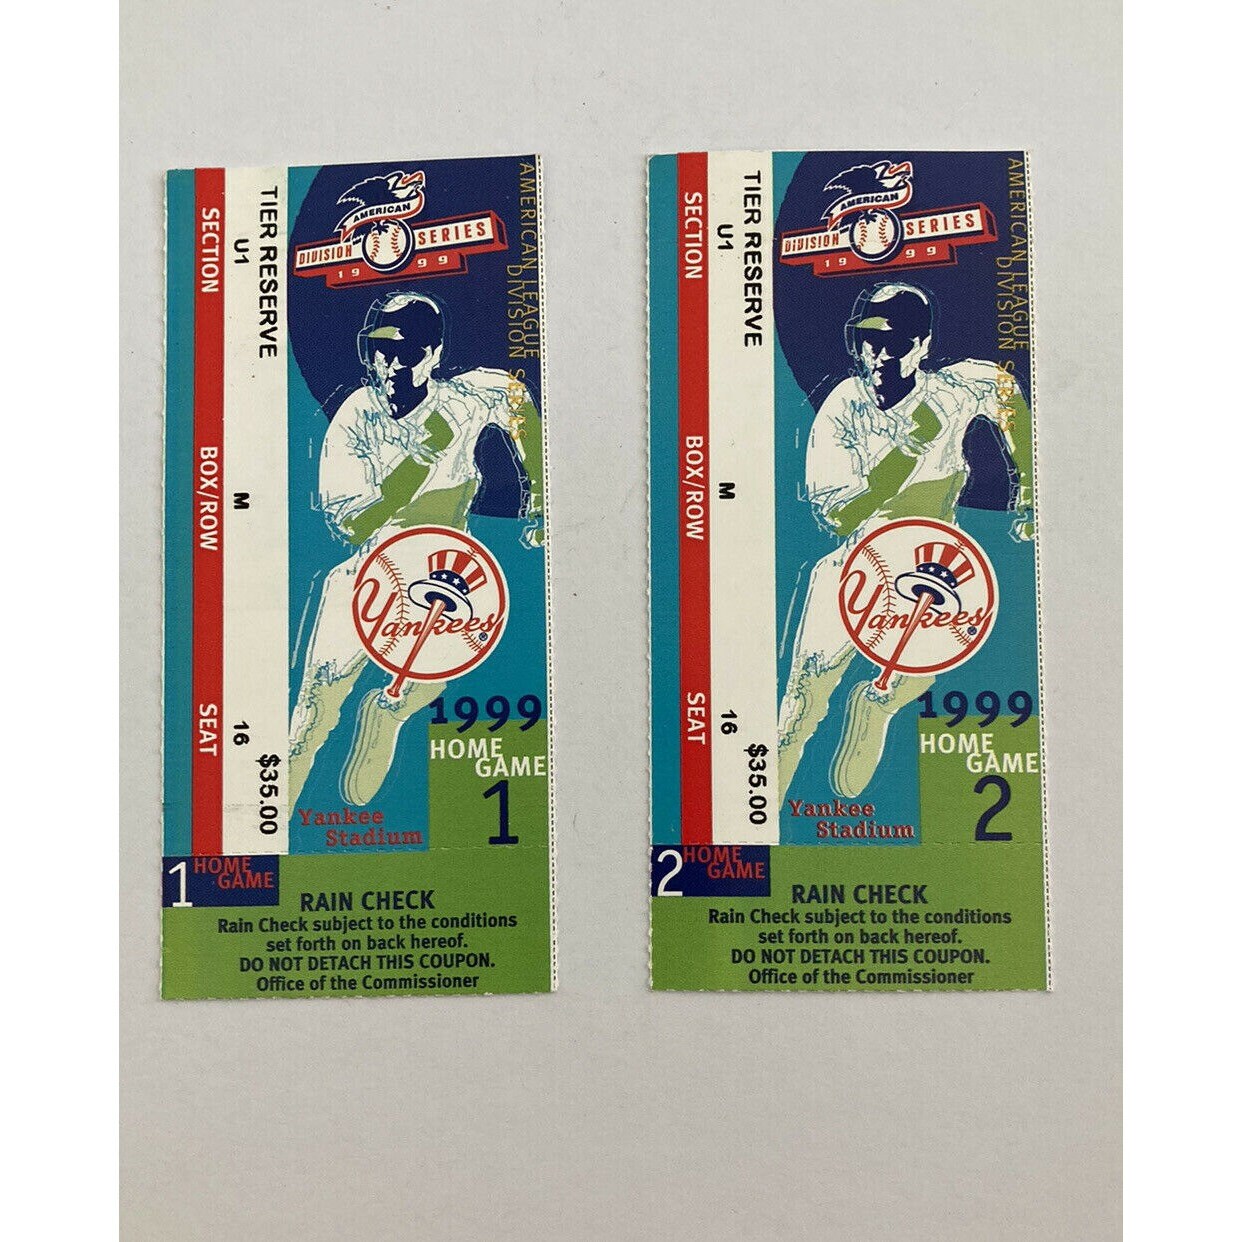 AMERICAN
DIVISION SERIES
1999
AMERICAN LEAGUE
DIVISION SERIES
TIER RESERVE
SECTION
U1
BOX/ROW
M
SEAT
16
$35.00
Yankees®
1999
HOME
GAME
1
Yankee
Stadium
1 HOME
GAME
RAIN CHECK
Rain Check subject to the conditions
set forth on back hereof.
DO NOT DETACH THIS COUPON.
Office of the Commissioner
AMERICAN
DIVISION SERIES
1999
AMERICAN LEAGUE
DIVISION SERIES
TIER RESERVE
SECTION
U1
BOX/ROW
M
SEAT
16
$35.00
Yankees®
1999
HOME
GAME
2
Yankee
Stadium
2 HOME
GAME
RAIN CHECK
Rain Check subject to the conditions
set forth on back hereof.
DO NOT DETACH THIS COUPON.
Office of the Commissioner